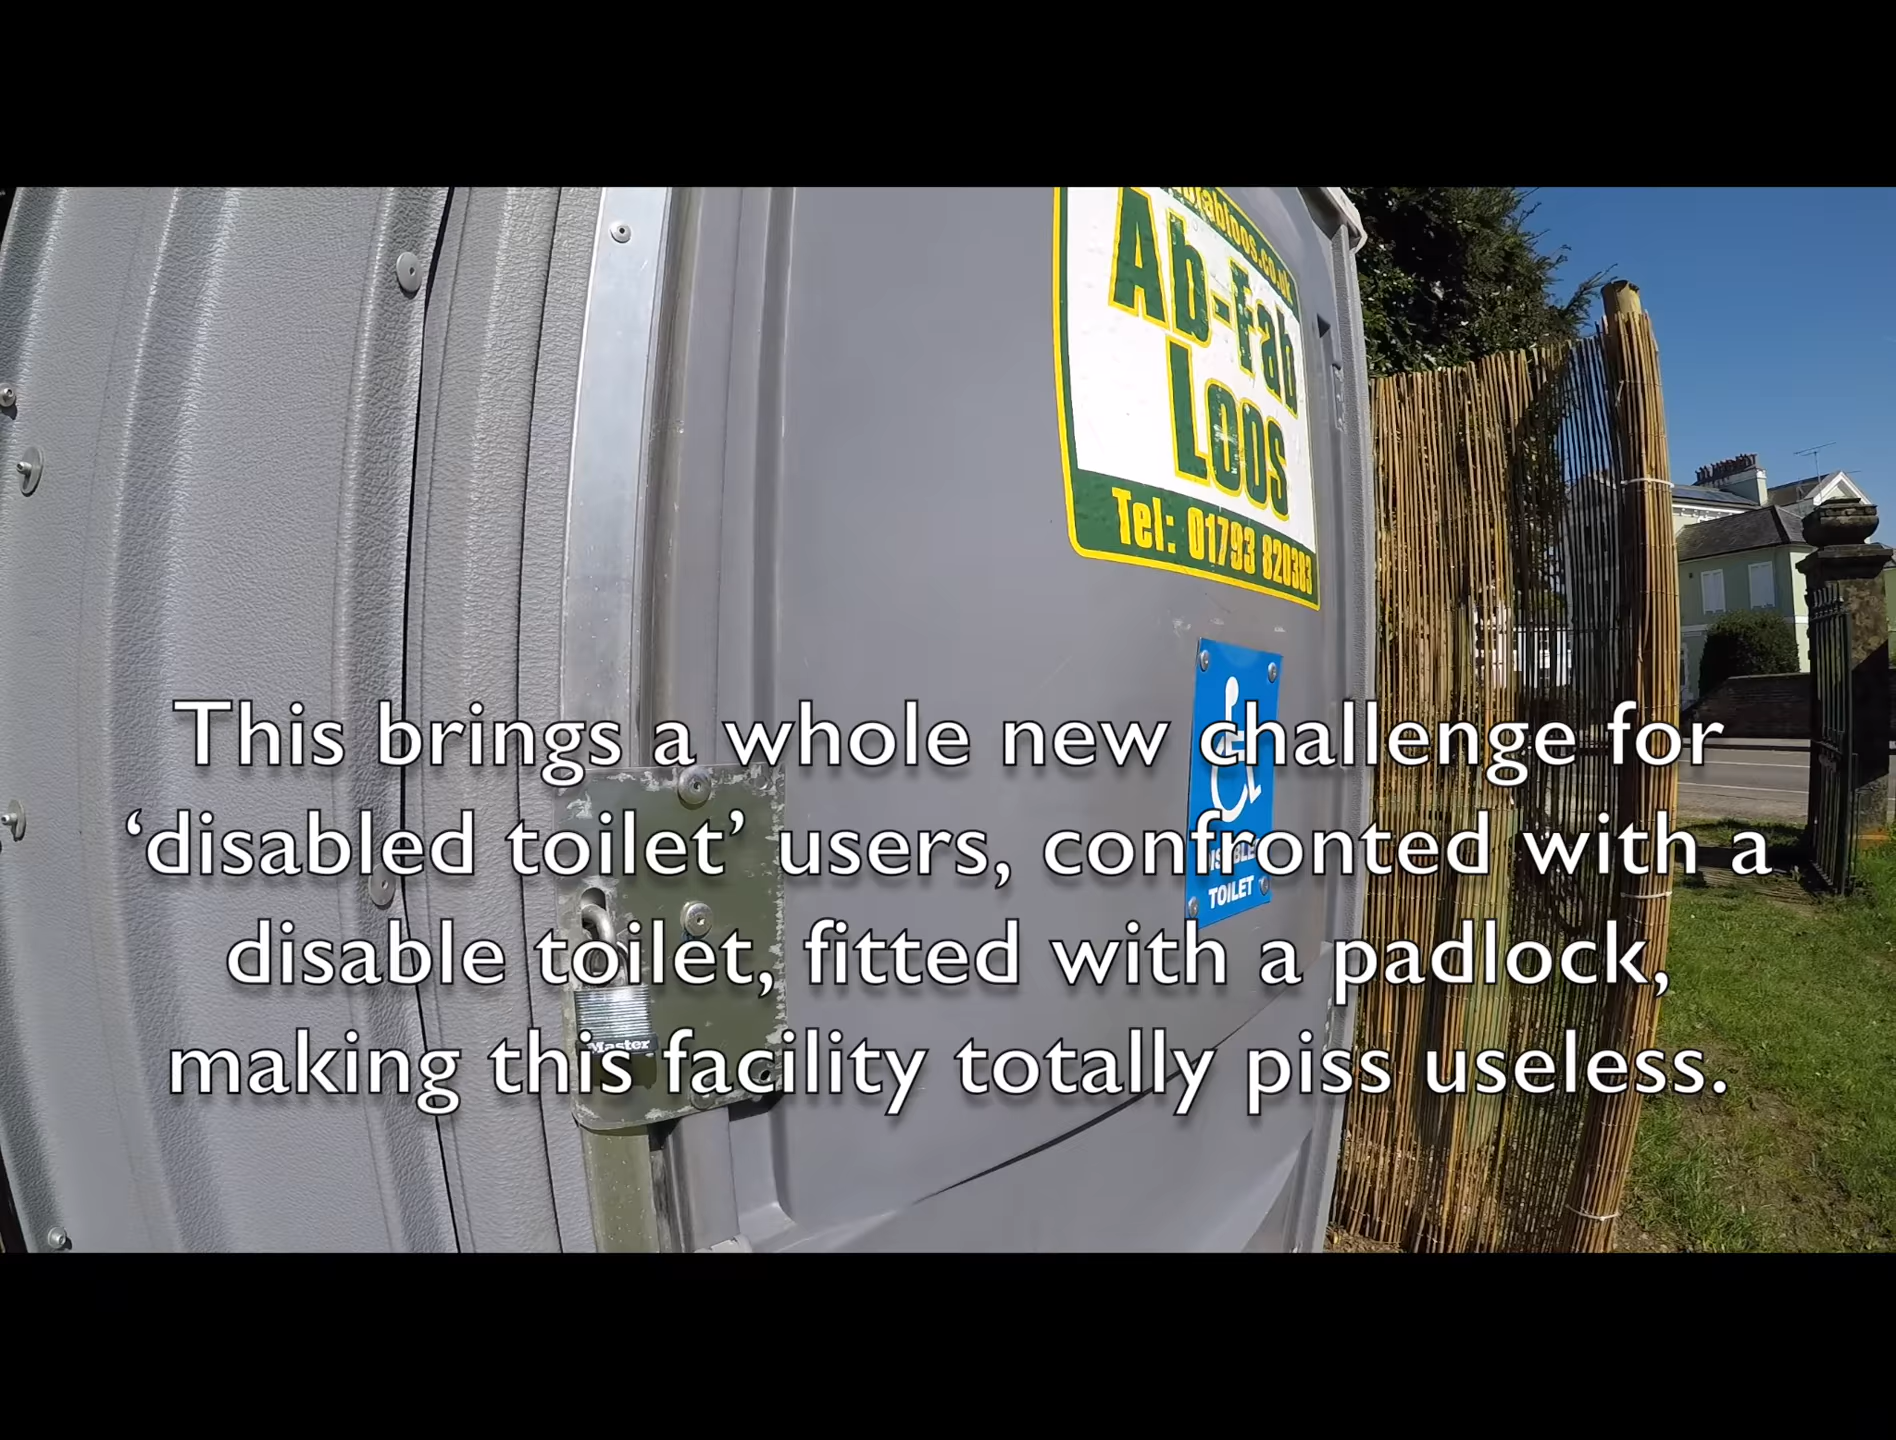 Ab-Fab
Loos
Tel: 01793 820383
This brings a whole new challenge for
‘disabled toilet’ users, confronted with a
TOILET
disable toilet, fitted with a padlock,
Master
making this facility totally piss useless.